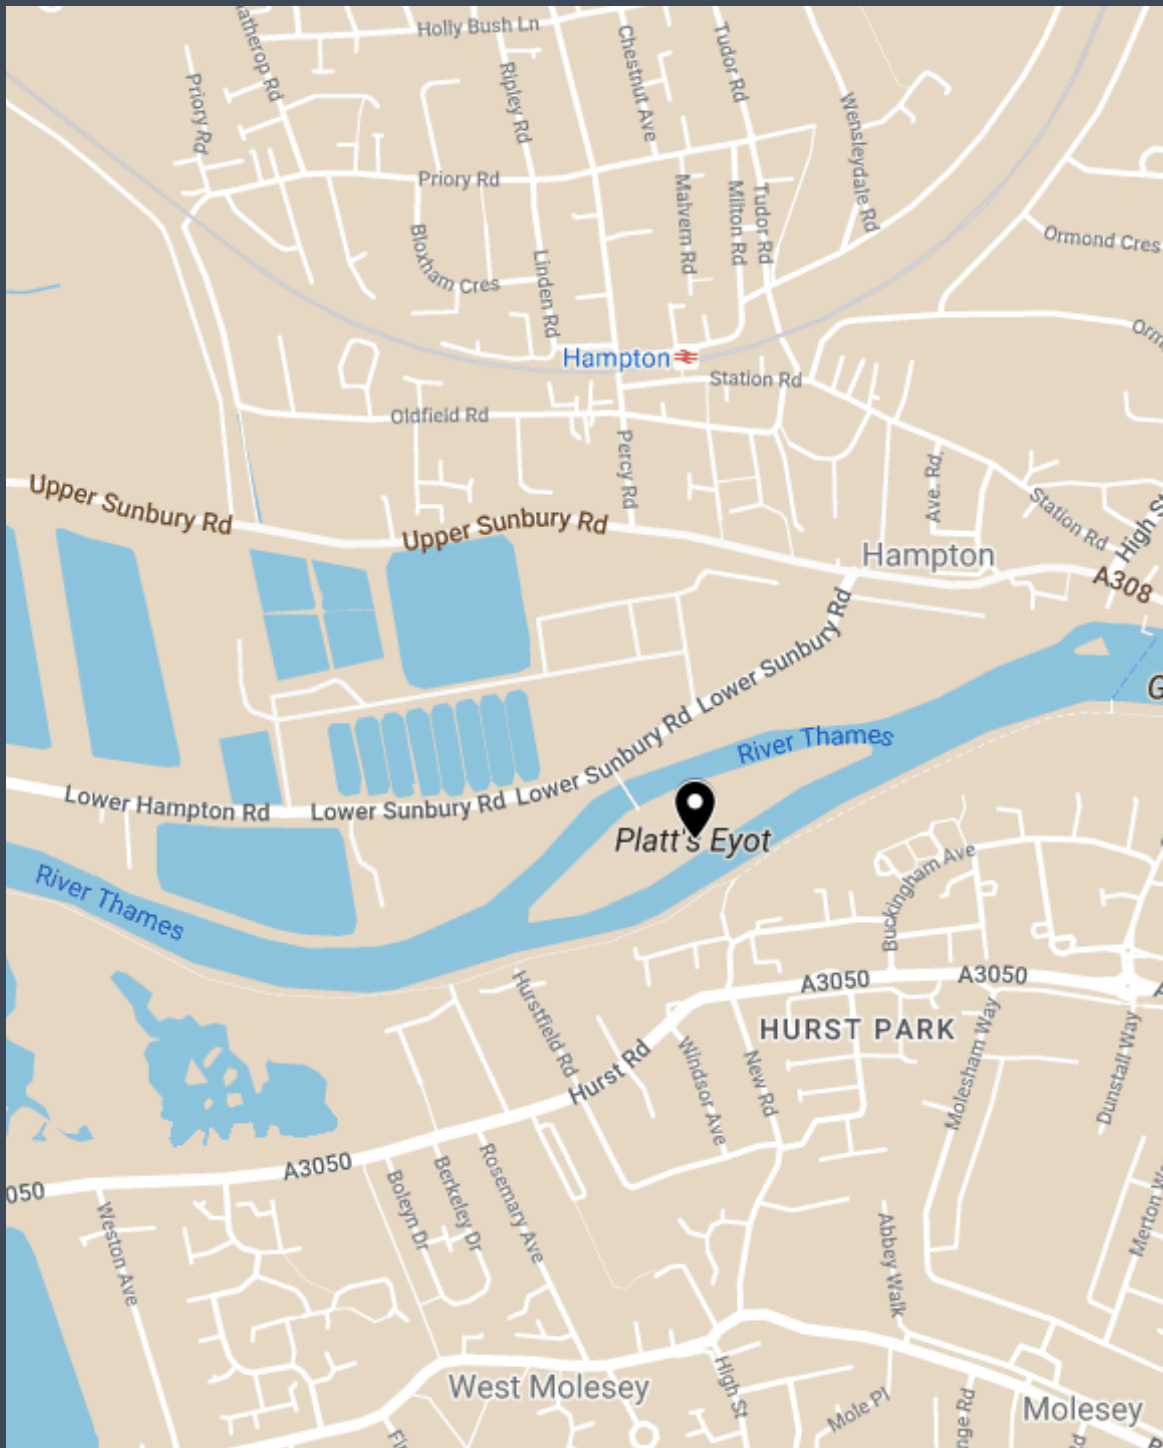 Holly Bush Ln
Priory Rd
Ripley Rd
Chestnut Ave
Tudor Rd
Wensleydale Rd
Priory Rd
Malvern Rd
Milton Rd
Tudor Rd
Ormond Cres
Bloxham Cres
Linden Rd
Hampton
Station Rd
Oldfield Rd
Percy Rd
Ave. Rd.
Station Rd
Upper Sunbury Rd
Upper Sunbury Rd
Hampton
A308
Lower Sunbury Rd
River Thames
Lower Sunbury Rd
Lower Hampton Rd
Lower Sunbury Rd
Platt's Eyot
River Thames
Buckingham Ave
A3050
A3050
HURST PARK
Hurstfield Rd
Hurst Rd
Windsor Ave
New Rd
Molesham Way
Dunstall Way
A3050
050
Weston Ave
Boleyn Dr
Berkeley Dr
Rosemary Ave
Abbey Walk
West Molesey
High St
Mole Pl
Molesey